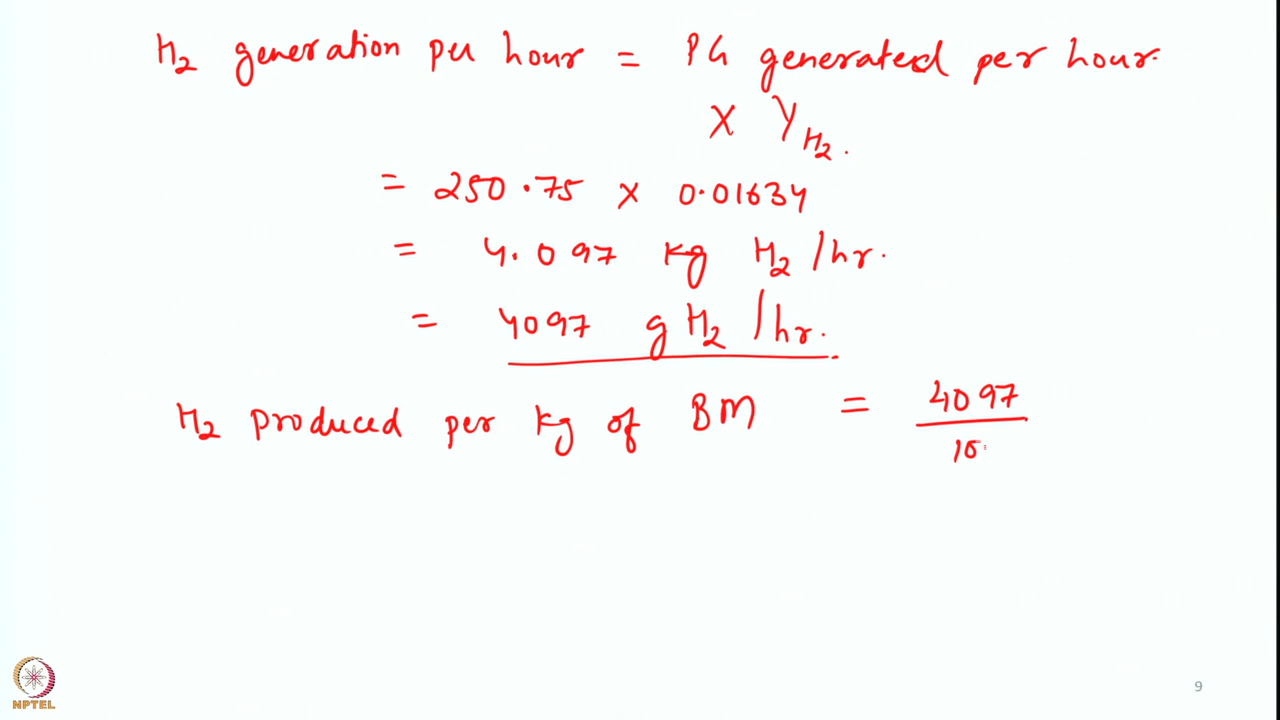 H₂ generation per hour = PG generated per hour.
X Y_H₂.
= 250.75 x 0.01634
= 4.097 kg H₂/hr.
= 4097 g H₂/hr.
H₂ produced per kg of BM = 4097
10
NPTEL
9